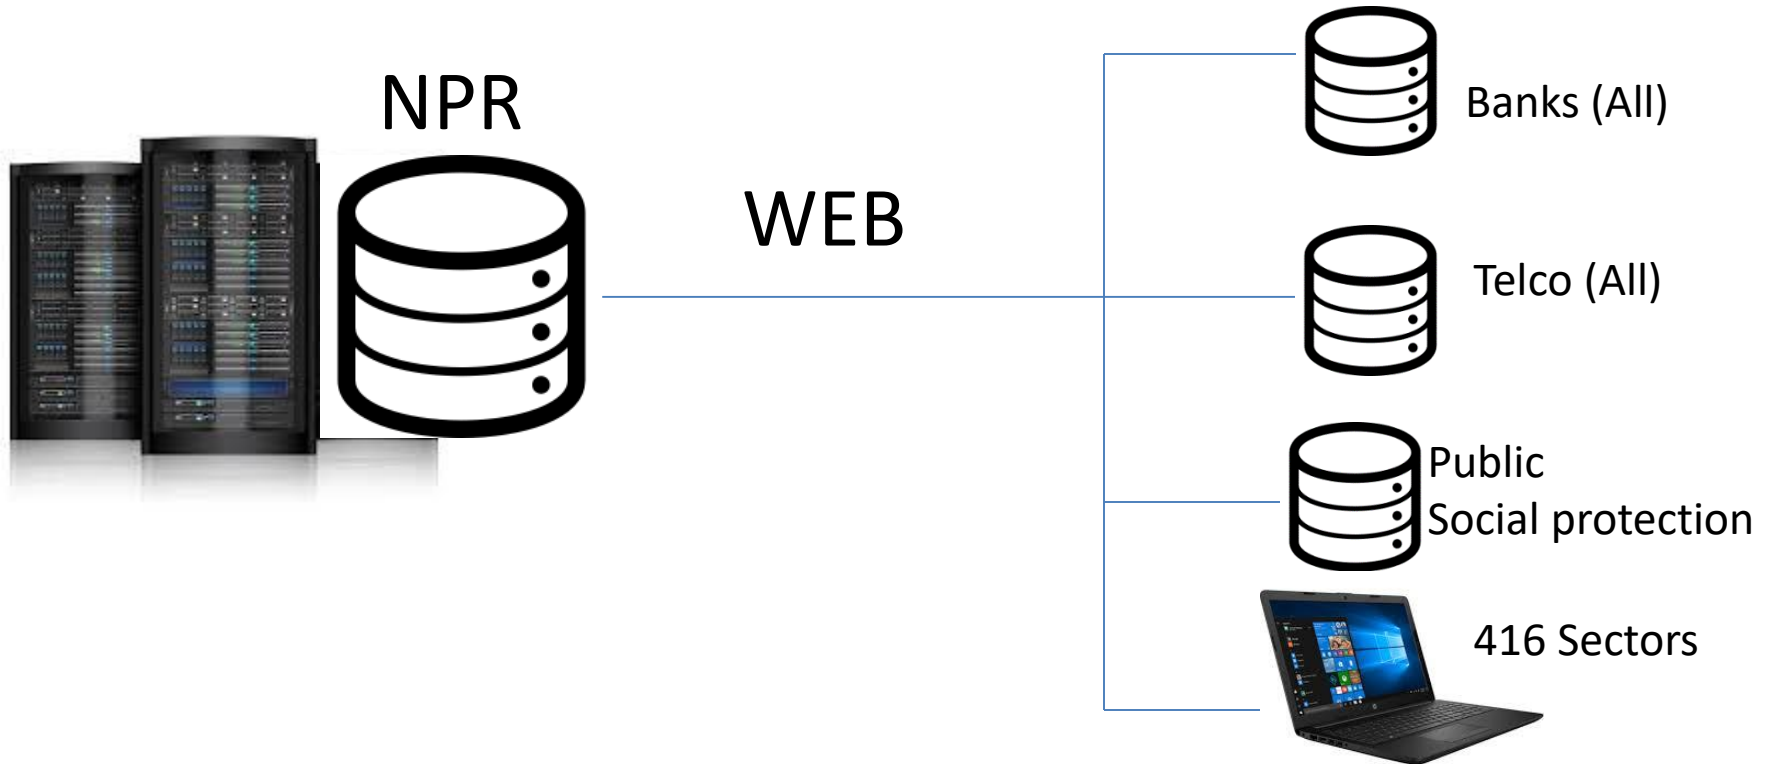 NPR
WEB
Banks (All)
Telco (All)
Public
Social protection
416 Sectors